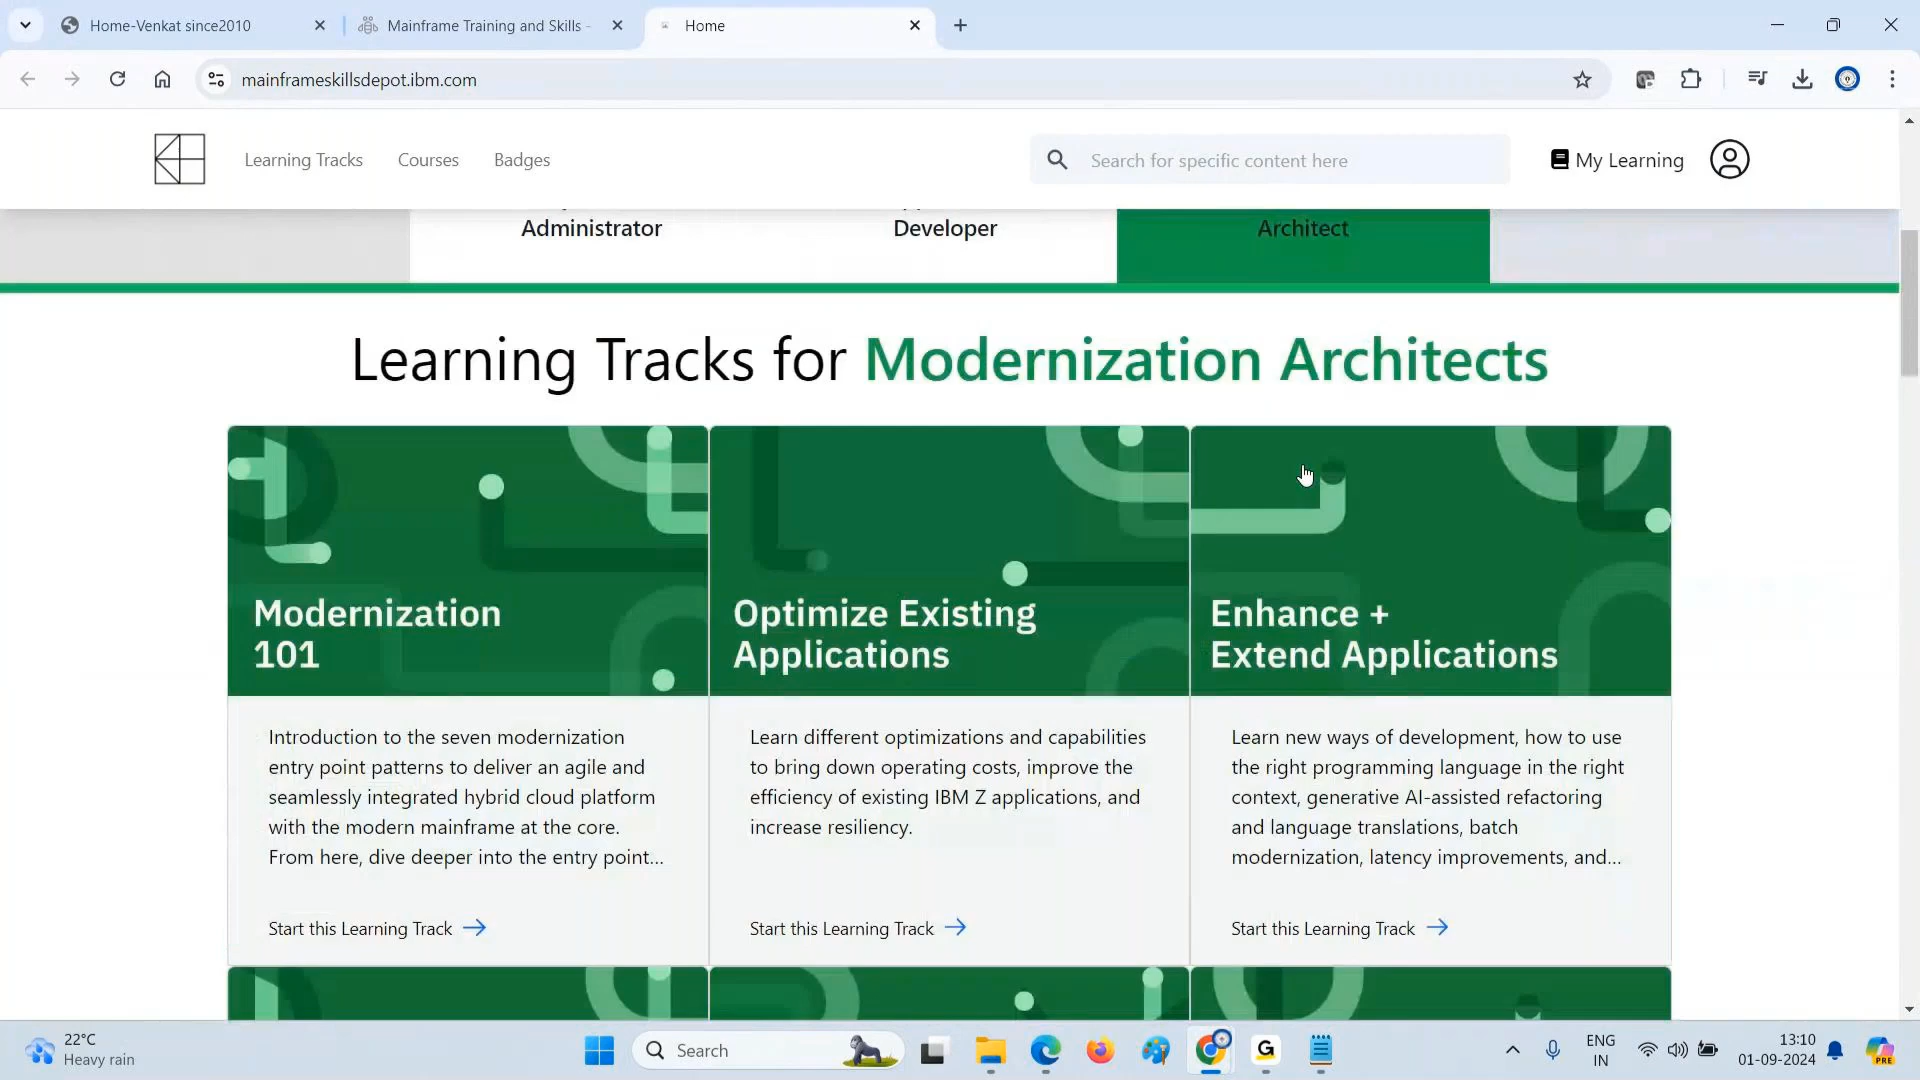 Home-Venkat since2010
Mainframe Training and Skills -
Home
mainframeskillsdepot.ibm.com
Learning Tracks
Courses
Badges
Search for specific content here
My Learning
Administrator
Developer
Architect
Learning Tracks for Modernization Architects
Modernization
101
Introduction to the seven modernization
entry point patterns to deliver an agile and
seamlessly integrated hybrid cloud platform
with the modern mainframe at the core.
From here, dive deeper into the entry point...
Start this Learning Track
Optimize Existing
Applications
Learn different optimizations and capabilities
to bring down operating costs, improve the
efficiency of existing IBM Z applications, and
increase resiliency.
Start this Learning Track
Enhance +
Extend Applications
Learn new ways of development, how to use
the right programming language in the right
context, generative AI-assisted refactoring
and language translations, batch
modernization, latency improvements, and...
Start this Learning Track
22°C
Heavy rain
Search
G
ENG
IN
13:10
01-09-2024
PRE